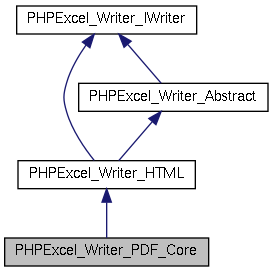 PHPExcel_Writer_IWriter
PHPExcel_Writer_Abstract
PHPExcel_Writer_HTML
PHPExcel_Writer_PDF_Core